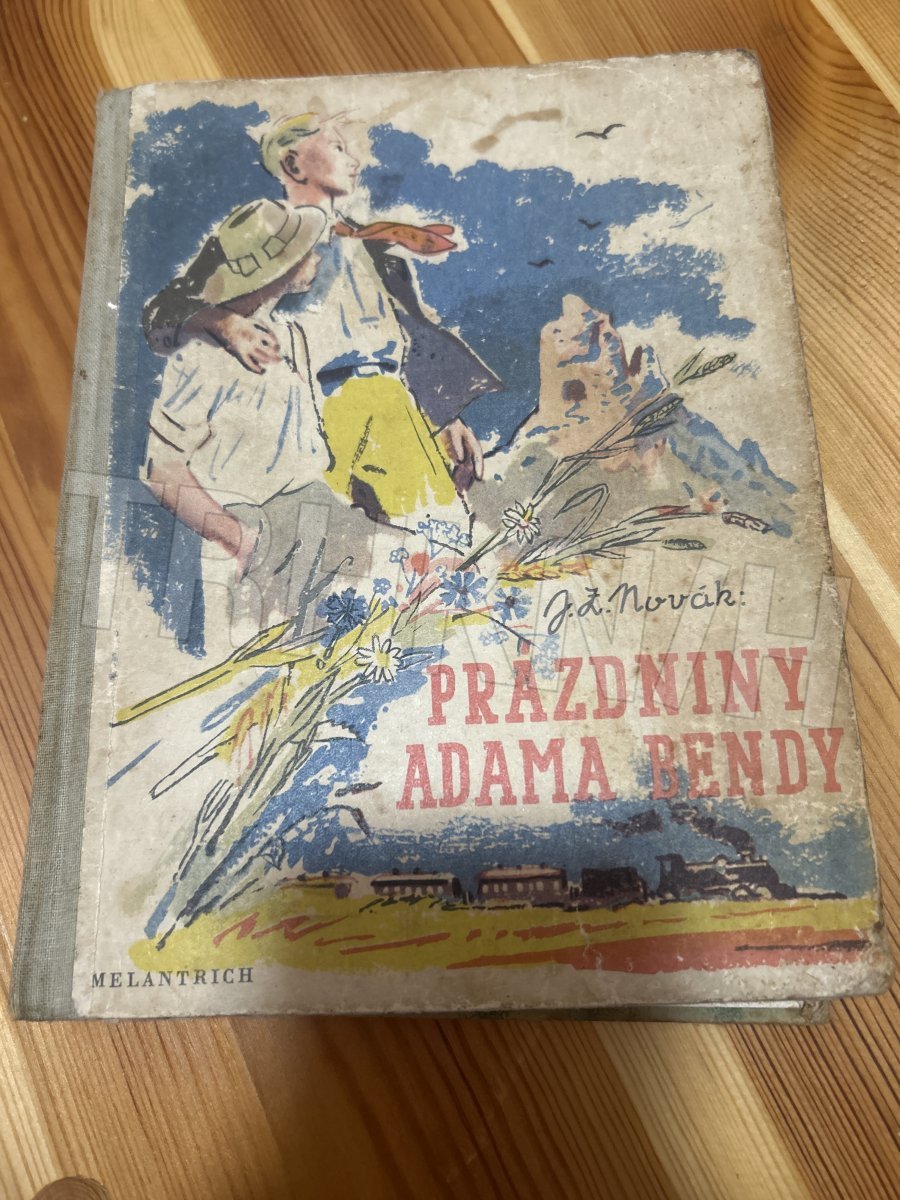 J. Ž. Novák:
PRÁZDNINY
ADAMA BENDY
MELANTRICH